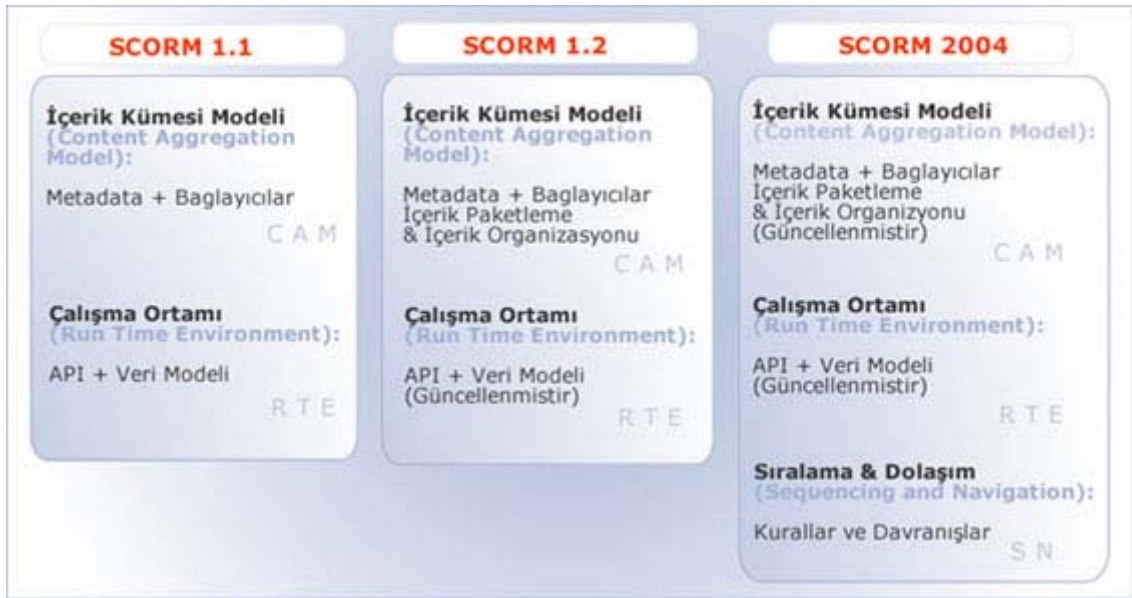 SCORM 1.1
İçerik Kümesi Modeli
(Content Aggregation
Model):
Metadata + Baglayıcılar
C A M
Çalışma Ortamı
(Run Time Environment):
API + Veri Modeli
R T E
SCORM 1.2
İçerik Kümesi Modeli
(Content Aggregation
Model):
Metadata + Baglayıcılar
İçerik Paketleme
& İçerik Organizasyonu
C A M
Çalışma Ortamı
(Run Time Environment):
API + Veri Modeli
(Güncellenmistir)
R T E
SCORM 2004
İçerik Kümesi Modeli
(Content Aggregation Model):
Metadata + Baglayıcılar
İçerik Paketleme
& İçerik Organizyonu
(Güncellenmistir)
C A M
Çalışma Ortamı
(Run Time Environment):
API + Veri Modeli
(Güncellenmistir)
R T E
Sıralama & Dolaşım
(Sequencing and Navigation):
Kurallar ve Davranışlar
S N